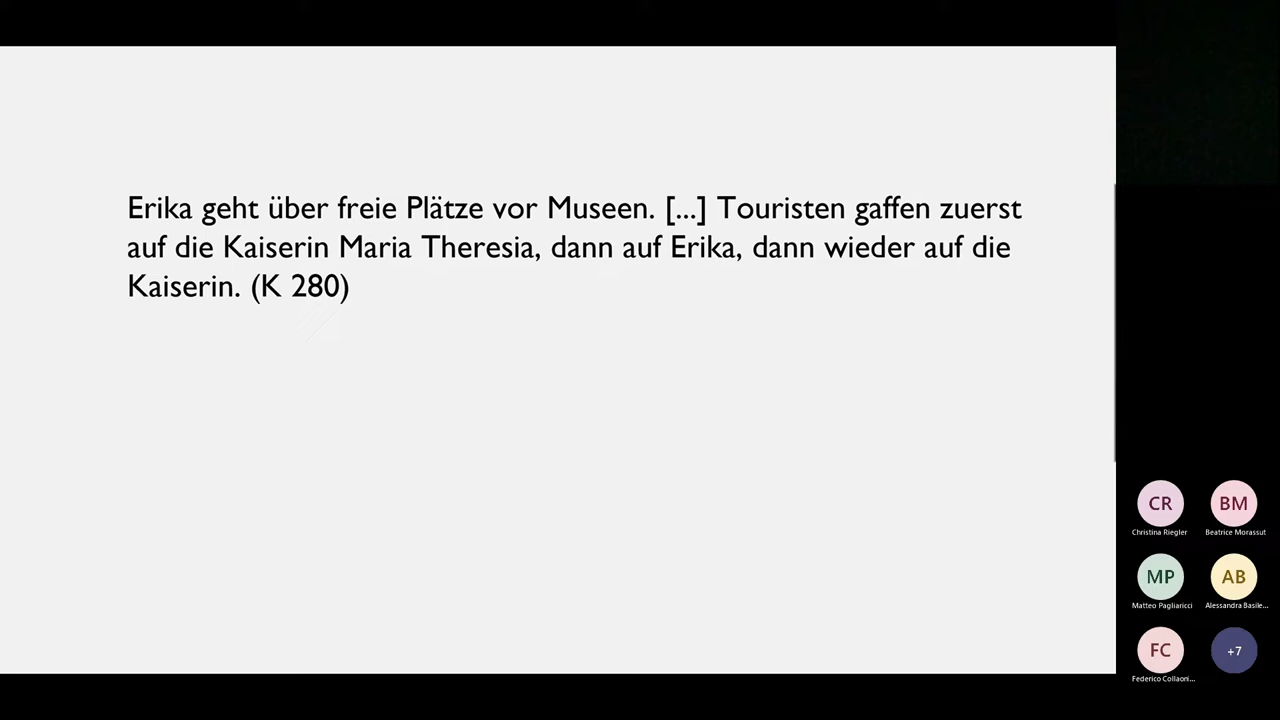 Erika geht über freie Plätze vor Museen. [...] Touristen gaffen zuerst
auf die Kaiserin Maria Theresia, dann auf Erika, dann wieder auf die
Kaiserin. (K 280)
CR
BM
Christina Riegler
Beatrice Morassut
MP
AB
Matteo Pagliaricci
Alessandra Basile...
FC
+7
Federico Collaoni...